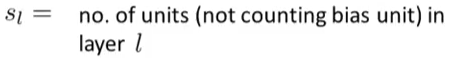 s_l = no. of units (not counting bias unit) in
layer l